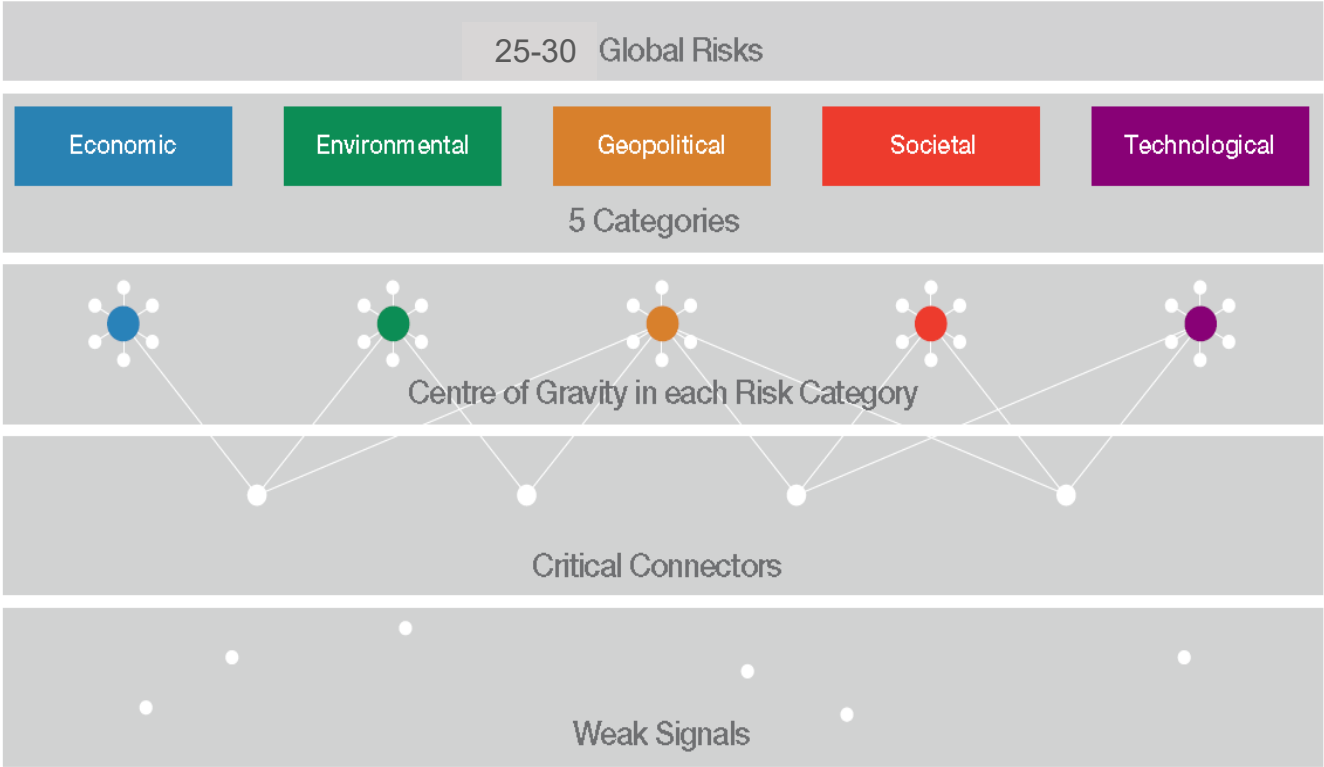 25-30 Global Risks
Economic Environmental Geopolitical Societal Technological
5 Categories
Centre of Gravity in each Risk Category
Critical Connectors
Weak Signals